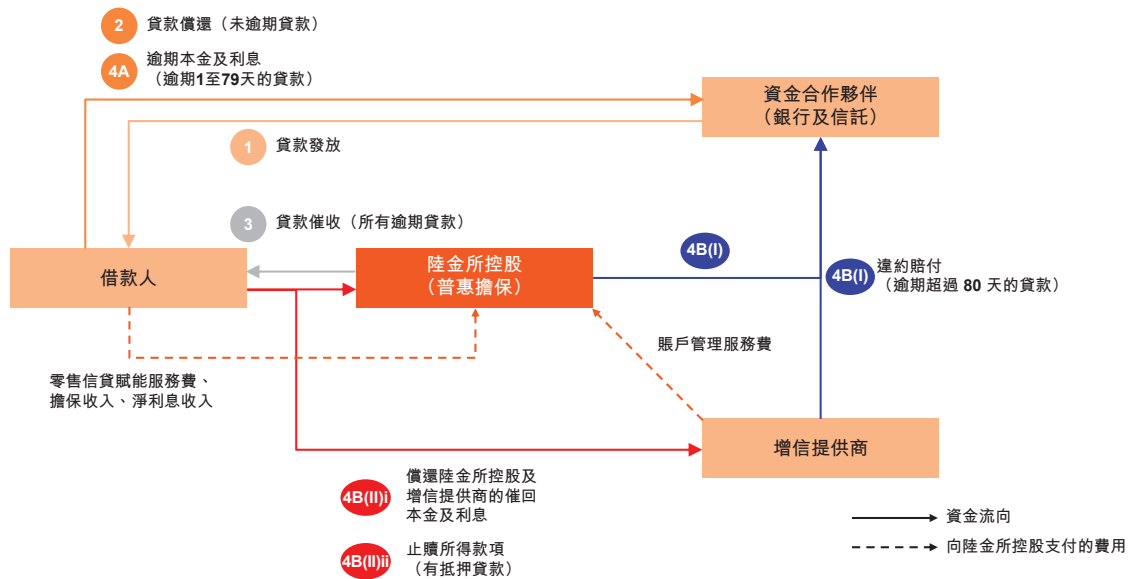 2
貸款償還（未逾期貸款）
4A
逾期本金及利息
（逾期1至79天的貸款）
資金合作夥伴
（銀行及信託）
1
貸款發放
3
貸款催收（所有逾期貸款）
借款人
陸金所控股
（普惠擔保）
4B(I)
4B(I)
違約賠付
（逾期超過 80 天的貸款）
賬戶管理服務費
零售信貸賦能服務費、
擔保收入、淨利息收入
增信提供商
4B(II)i
償還陸金所控股及
增信提供商的催回
本金及利息
4B(II)ii
止贖所得款項
（有抵押貸款）
資金流向
向陸金所控股支付的費用